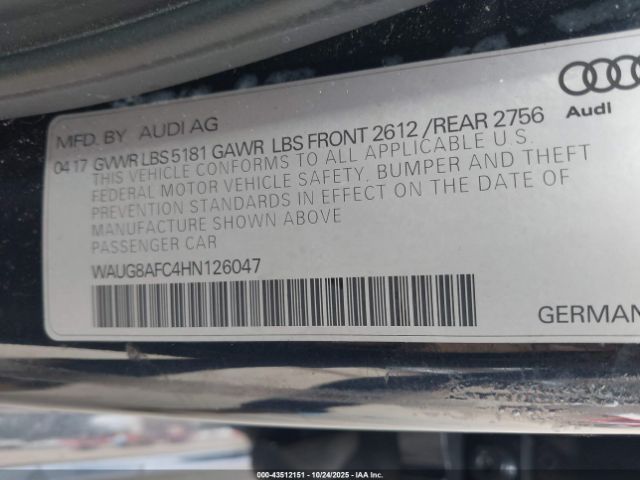 MFD. BY AUDI AG
Audi
04 17 GVWR LBS 5181 GAWR LBS FRONT 2612 /REAR 2756
THIS VEHICLE CONFORMS TO ALL APPLICABLE U.S.
FEDERAL MOTOR VEHICLE SAFETY, BUMPER AND THEFT
PREVENTION STANDARDS IN EFFECT ON THE DATE OF
MANUFACTURE SHOWN ABOVE
PASSENGER CAR
WAUG8AFC4HN126047
GERMAN
000-43512151 - 10/24/2025 - IAAI.COM